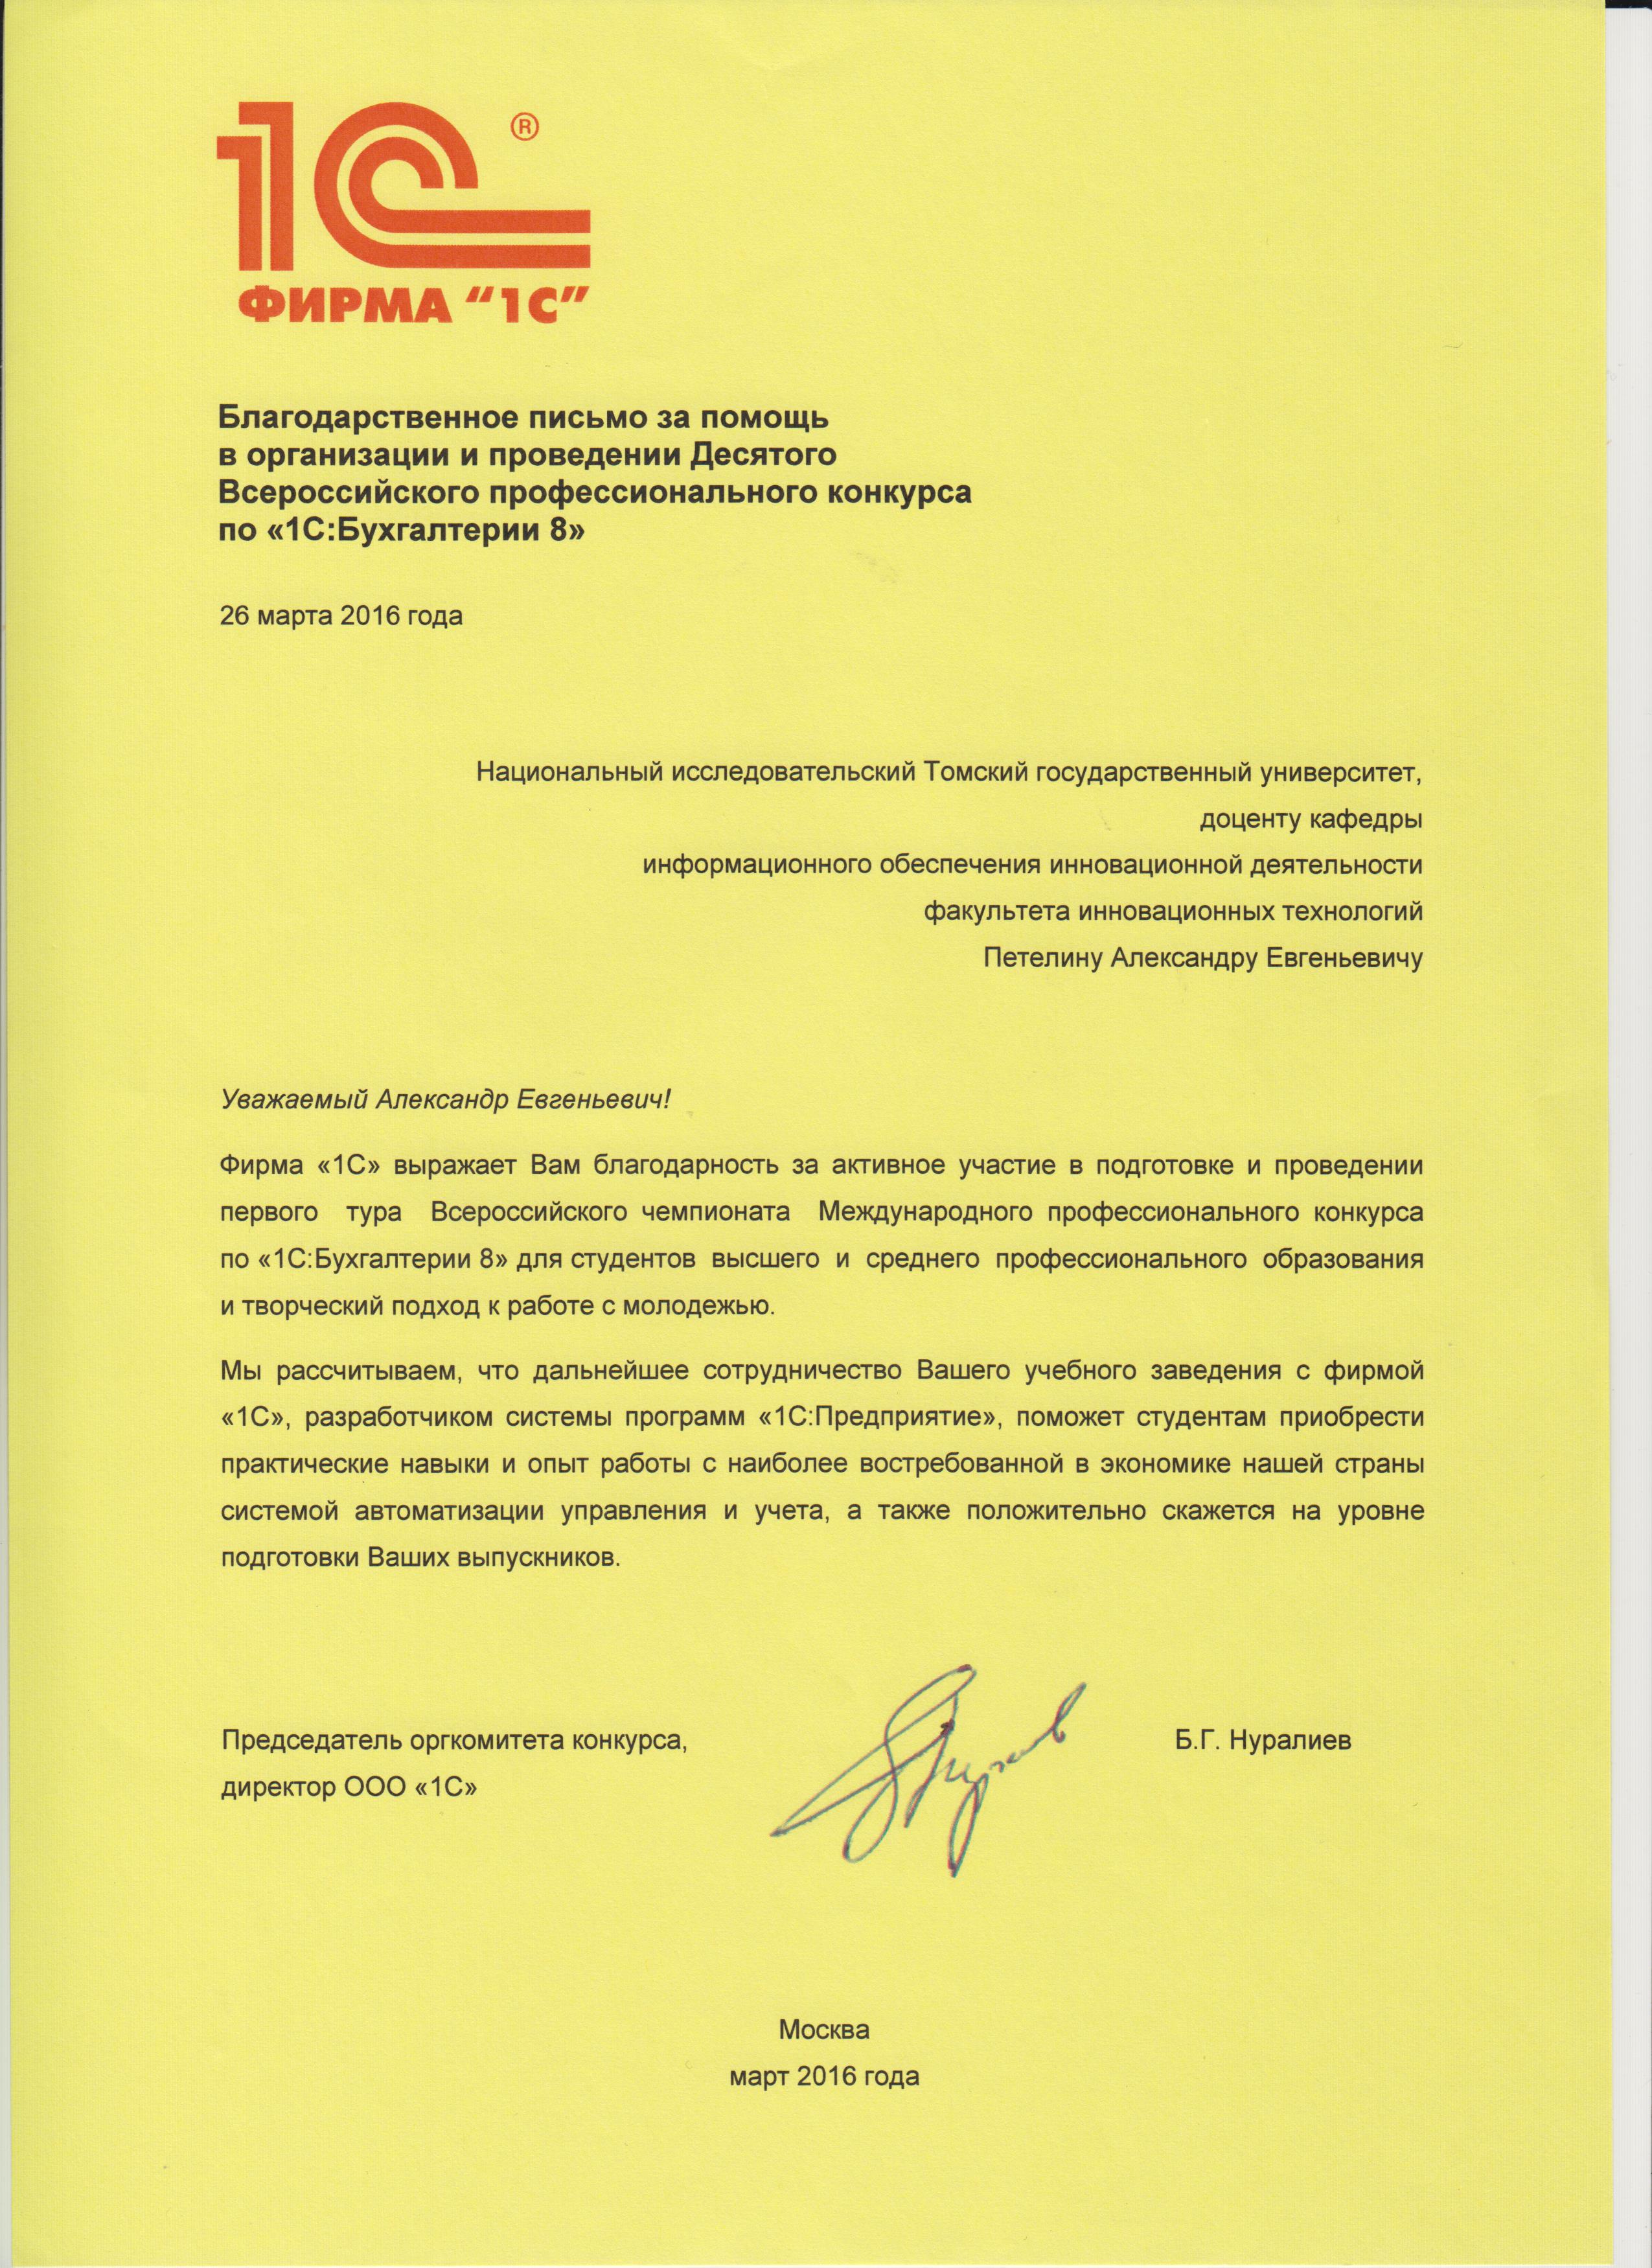 1С®
ФИРМА “1С”
Благодарственное письмо за помощь
в организации и проведении Десятого
Всероссийского профессионального конкурса
по «1С:Бухгалтерии 8»
26 марта 2016 года
Национальный исследовательский Томский государственный университет,
доценту кафедры
информационного обеспечения инновационной деятельности
факультета инновационных технологий
Петелину Александру Евгеньевичу
Уважаемый Александр Евгеньевич!
Фирма «1С» выражает Вам благодарность за активное участие в подготовке и проведении
первого тура Всероссийского чемпионата Международного профессионального конкурса
по «1С:Бухгалтерии 8» для студентов высшего и среднего профессионального образования
и творческий подход к работе с молодежью.
Мы рассчитываем, что дальнейшее сотрудничество Вашего учебного заведения с фирмой
«1С», разработчиком системы программ «1С:Предприятие», поможет студентам приобрести
практические навыки и опыт работы с наиболее востребованной в экономике нашей страны
системой автоматизации управления и учета, а также положительно скажется на уровне
подготовки Ваших выпускников.
Председатель оргкомитета конкурса,
директор ООО «1С»
Б.Г. Нуралиев
Москва
март 2016 года